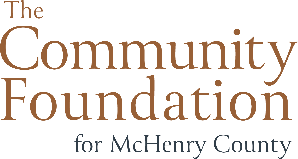 The
Community
Foundation
for McHenry County